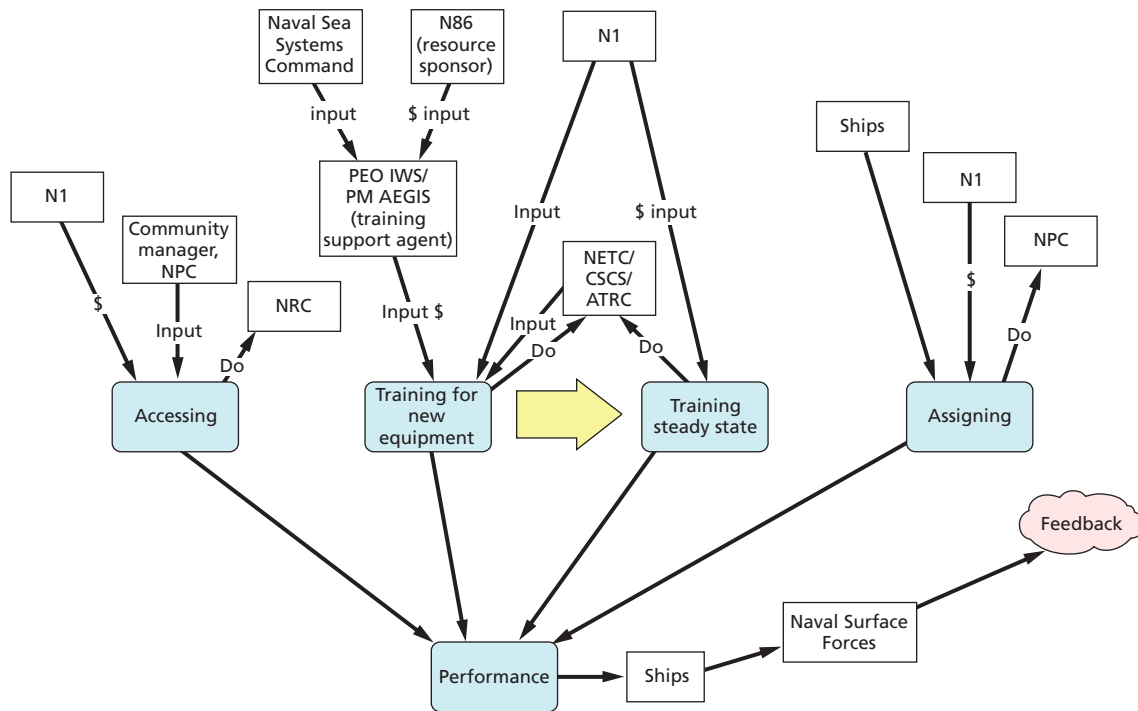 Naval Sea
Systems
Command
N86
(resource
sponsor)
N1
input
$ input
Ships
PEO IWS/
PM AEGIS
(training
support agent)
N1
N1
Community
manager,
NPC
Input
$ input
NPC
NETC/
CSCS/
ATRC
$
NRC
$
Input $
Input
Input
Do
Do
Do
Do
Accessing
Training for
new
equipment
Training
steady state
Assigning
Feedback
Naval Surface
Forces
Performance
Ships